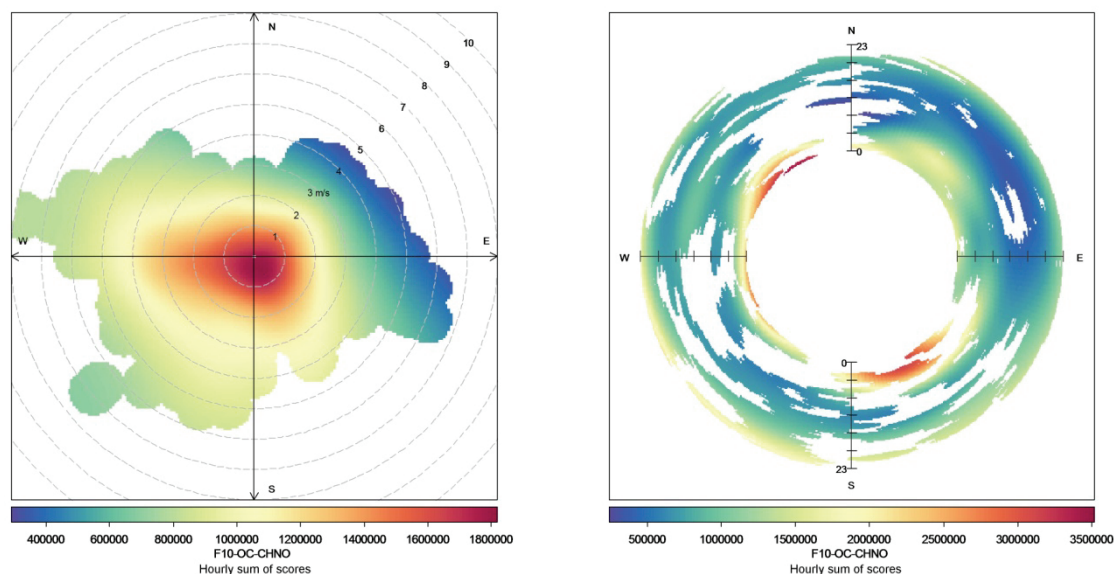 N
10
9
8
7
6
5
4
3 m/s
2
1
W
E
S
400000 600000 800000 1000000 1200000 1400000 1600000 1800000
F10-OC-CHNO
Hourly sum of scores
N
23
0
W
E
0
23
S
500000 1000000 1500000 2000000 2500000 3000000 3500000
F10-OC-CHNO
Hourly sum of scores